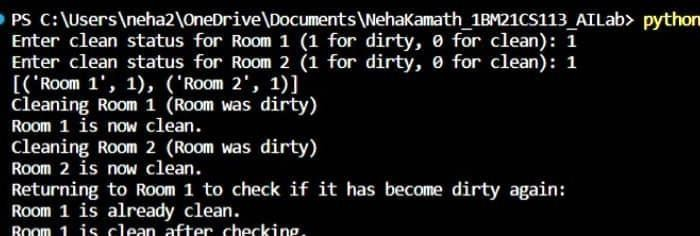 PS C:\Users\neha2\OneDrive\Documents\NehaKamath_1BM21CS113_AILab> python
Enter clean status for Room 1 (1 for dirty, 0 for clean): 1
Enter clean status for Room 2 (1 for dirty, 0 for clean): 1
[('Room 1', 1), ('Room 2', 1)]
Cleaning Room 1 (Room was dirty)
Room 1 is now clean.
Cleaning Room 2 (Room was dirty)
Room 2 is now clean.
Returning to Room 1 to check if it has become dirty again:
Room 1 is already clean.
Room 1 is clean after checking.